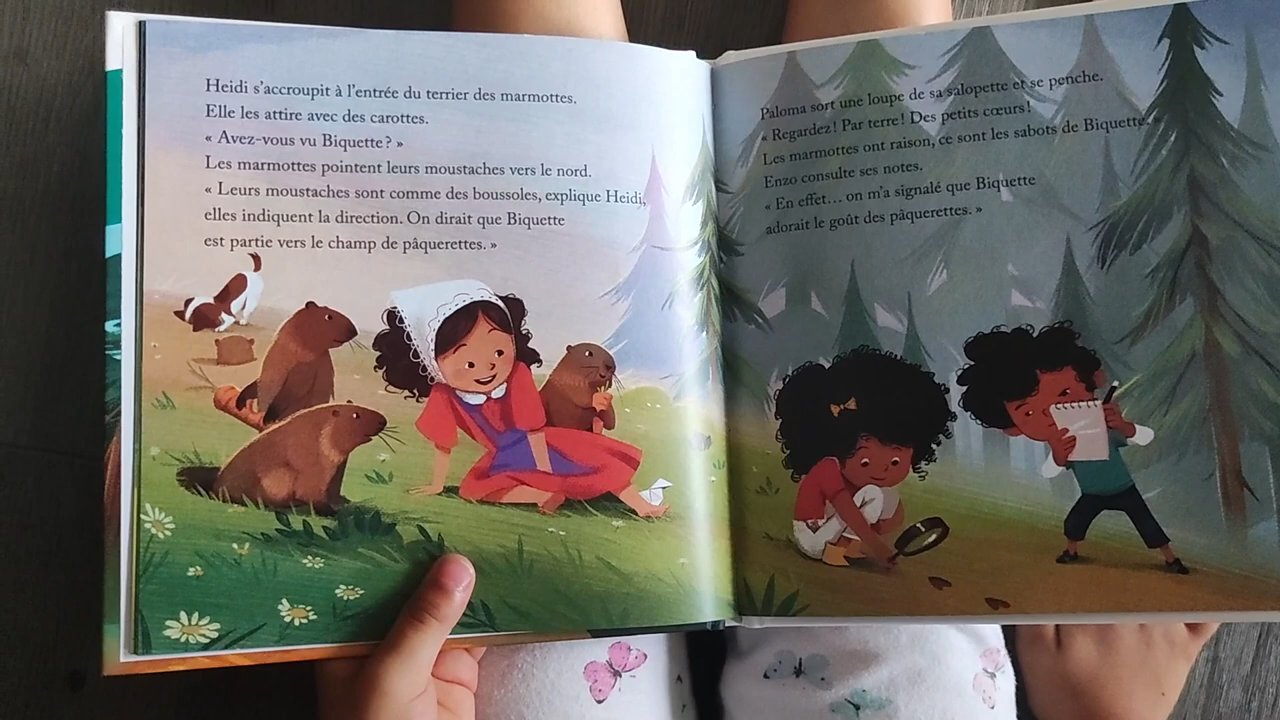 Heidi s'accroupit à l'entrée du terrier des marmottes.
Elle les attire avec des carottes.
« Avez-vous vu Biquette ? »
Les marmottes pointent leurs moustaches vers le nord.
« Leurs moustaches sont comme des boussoles, explique Heidi,
elles indiquent la direction. On dirait que Biquette
est partie vers le champ de pâquerettes. »
Paloma sort une loupe de sa salopette et se penche.
« Regardez ! Par terre ! Des petits cœurs !
Les marmottes ont raison, ce sont les sabots de Biquette.
Enzo consulte ses notes.
« En effet... on m'a signalé que Biquette
adorait le goût des pâquerettes. »